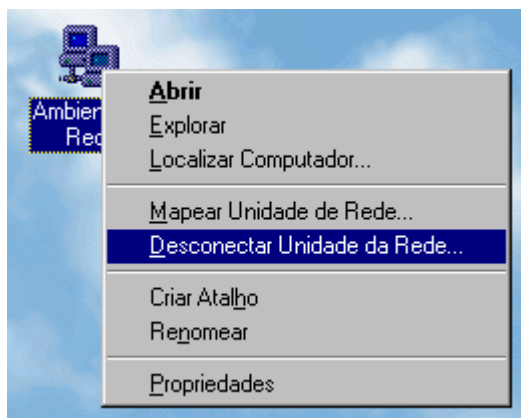 Ambien
Red
Abrir
Explorar
Localizar Computador...
Mapear Unidade de Rede...
Desconectar Unidade da Rede...
Criar Atalho
Renomear
Propriedades